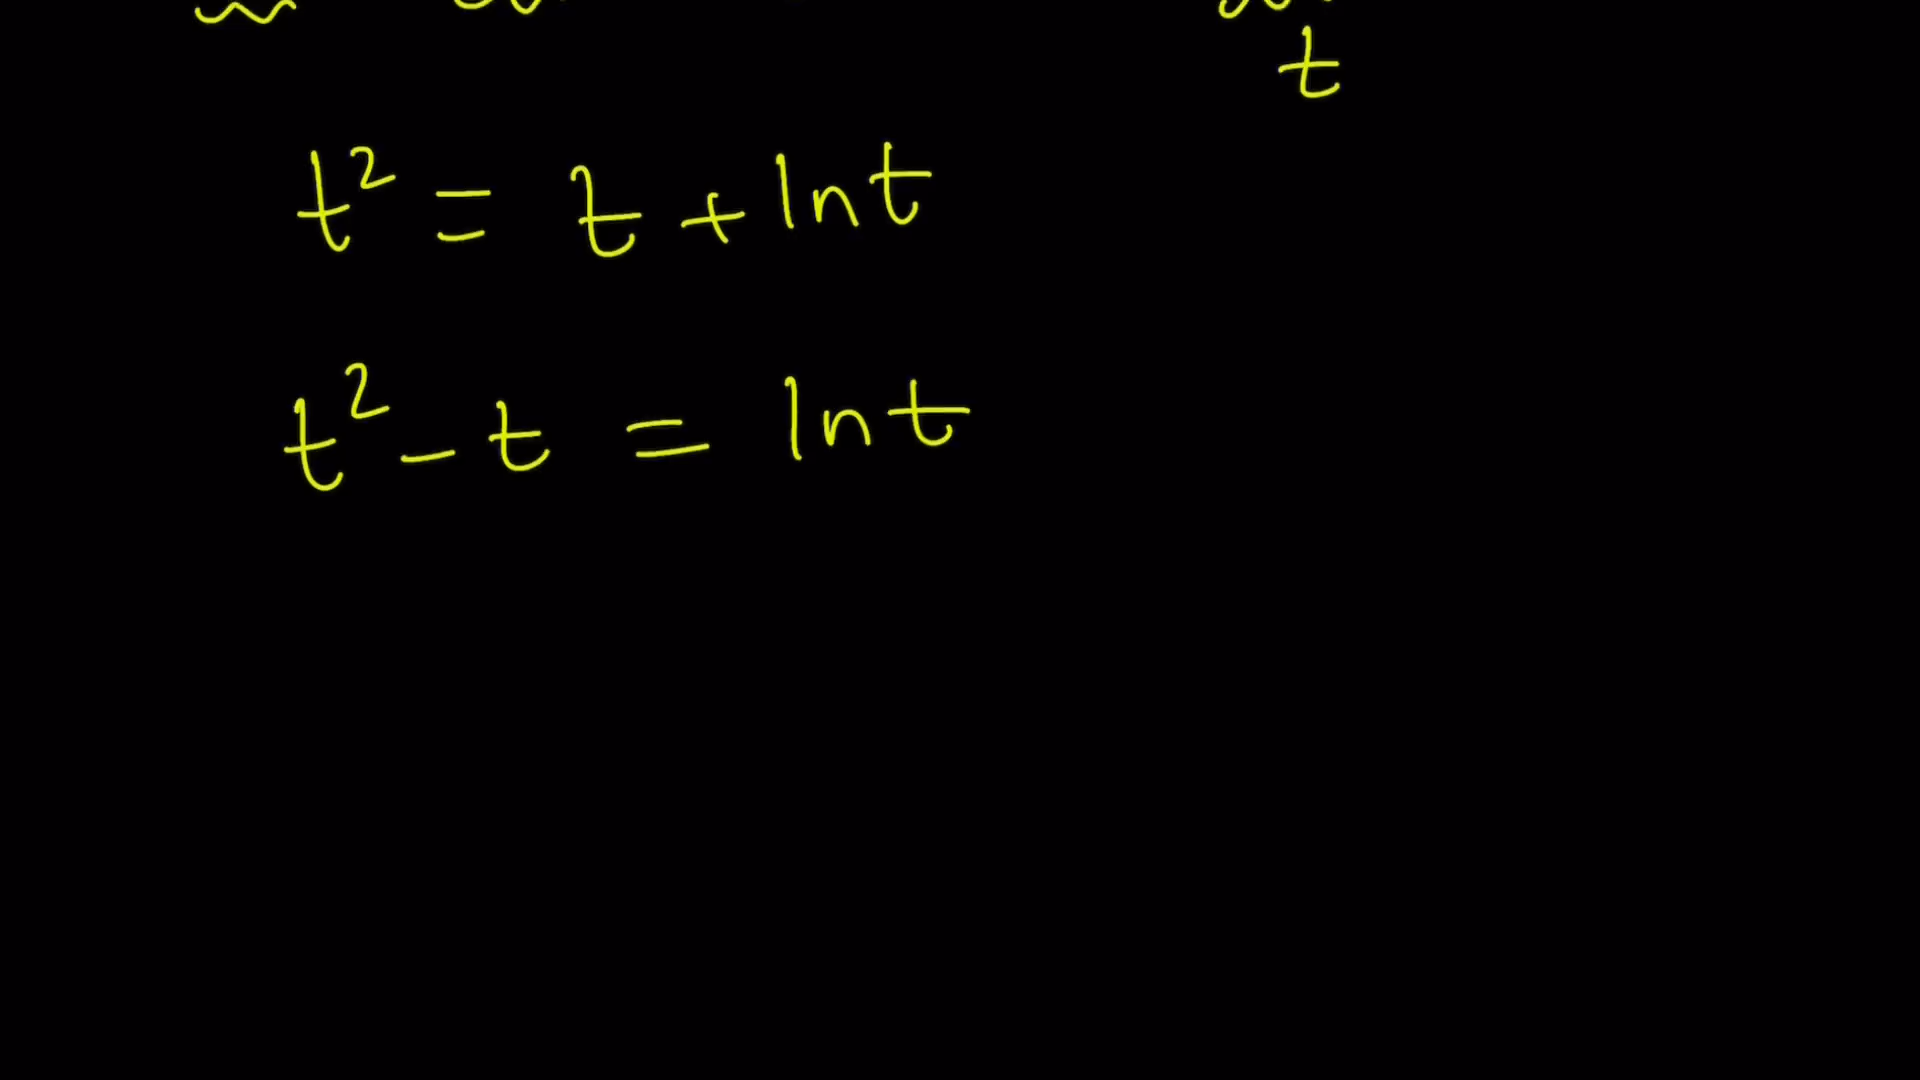 t
t² = t + ln t
t² - t = ln t